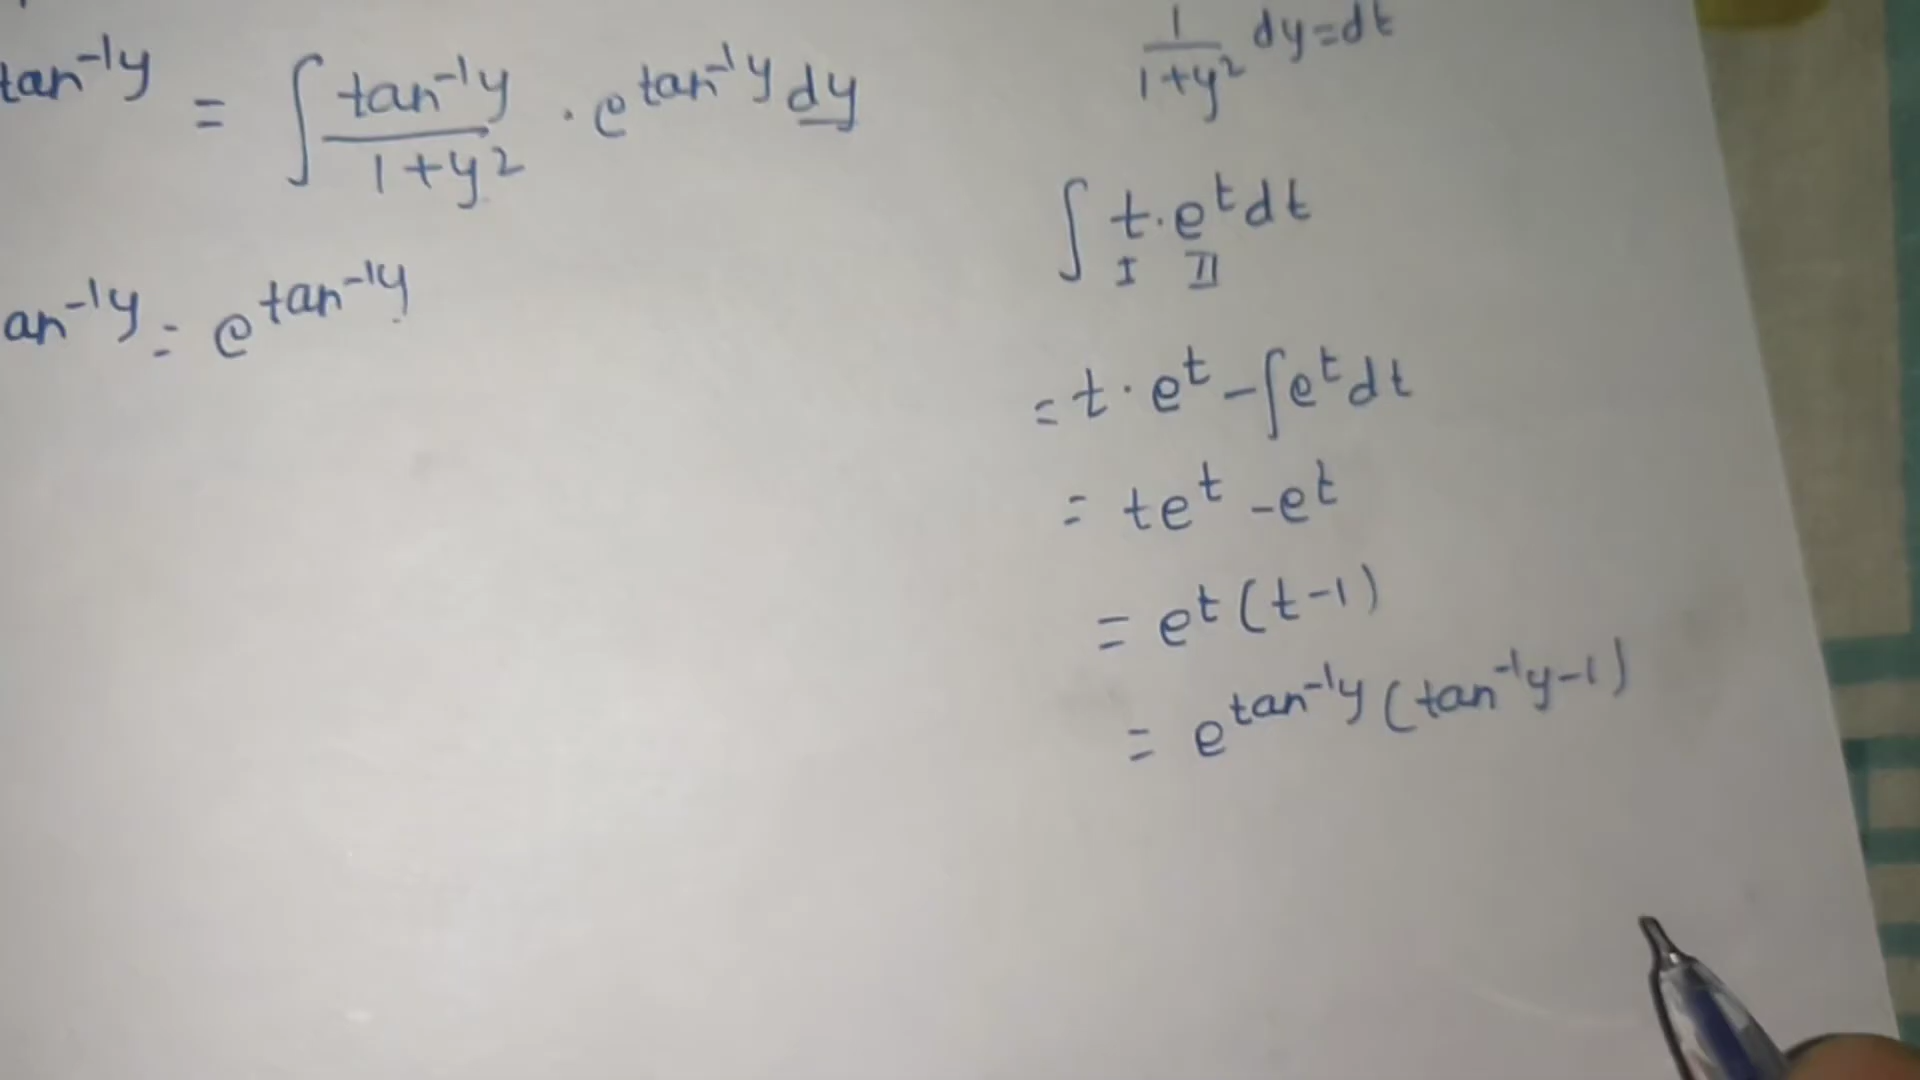 tan⁻¹y = ∫ tan⁻¹y / 1+y² · e^tan⁻¹y dy
an⁻¹y = e^tan⁻¹y
1 / 1+y² dy = dt
∫ t · e^t dt
I II
= t · e^t - ∫e^t dt
= te^t - e^t
= e^t (t-1)
= e^tan⁻¹y (tan⁻¹y-1)